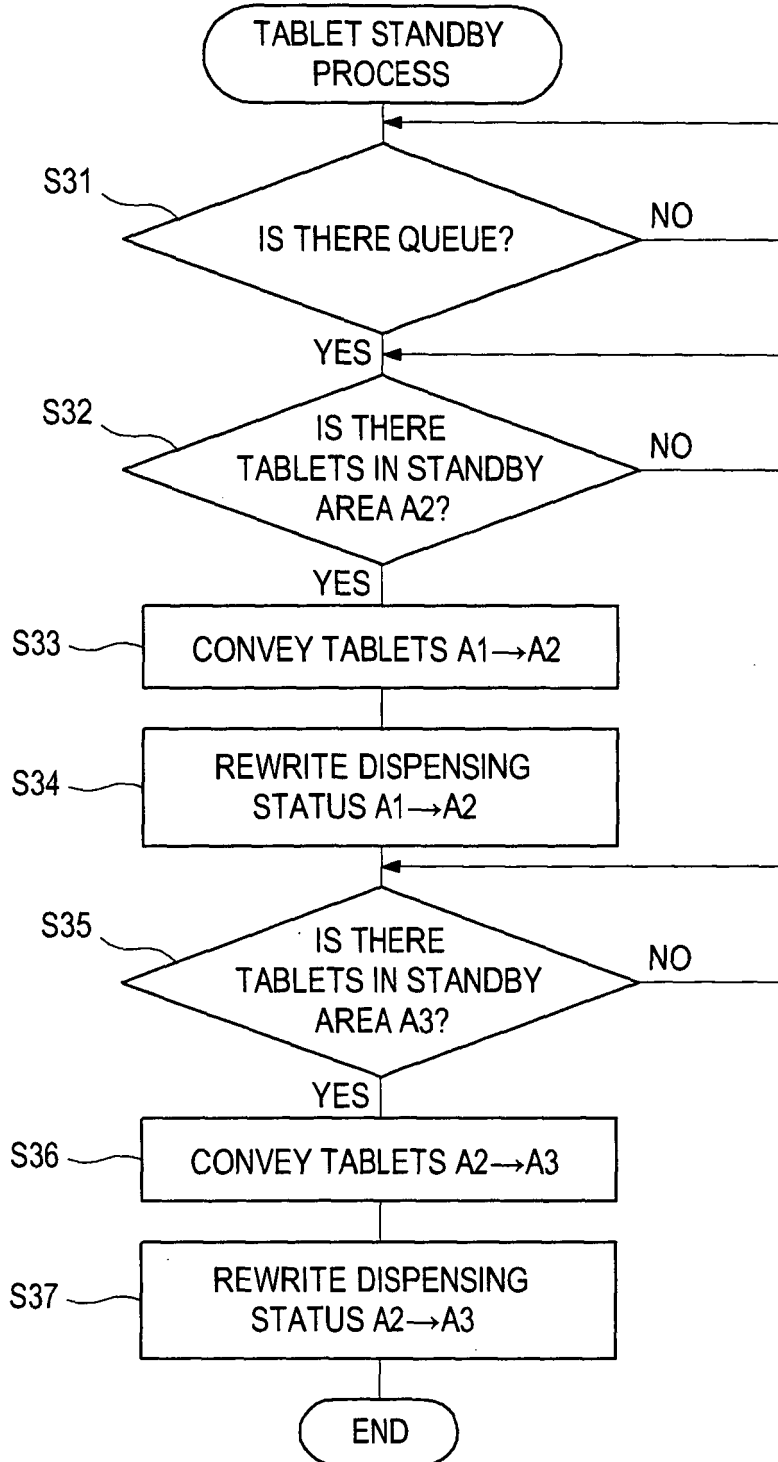 TABLET STANDBY
PROCESS
S31
IS THERE QUEUE?
NO
YES
S32
IS THERE
TABLETS IN STANDBY
AREA A2?
NO
YES
S33
CONVEY TABLETS A1→A2
S34
REWRITE DISPENSING
STATUS A1→A2
S35
IS THERE
TABLETS IN STANDBY
AREA A3?
NO
YES
S36
CONVEY TABLETS A2→A3
S37
REWRITE DISPENSING
STATUS A2→A3
END